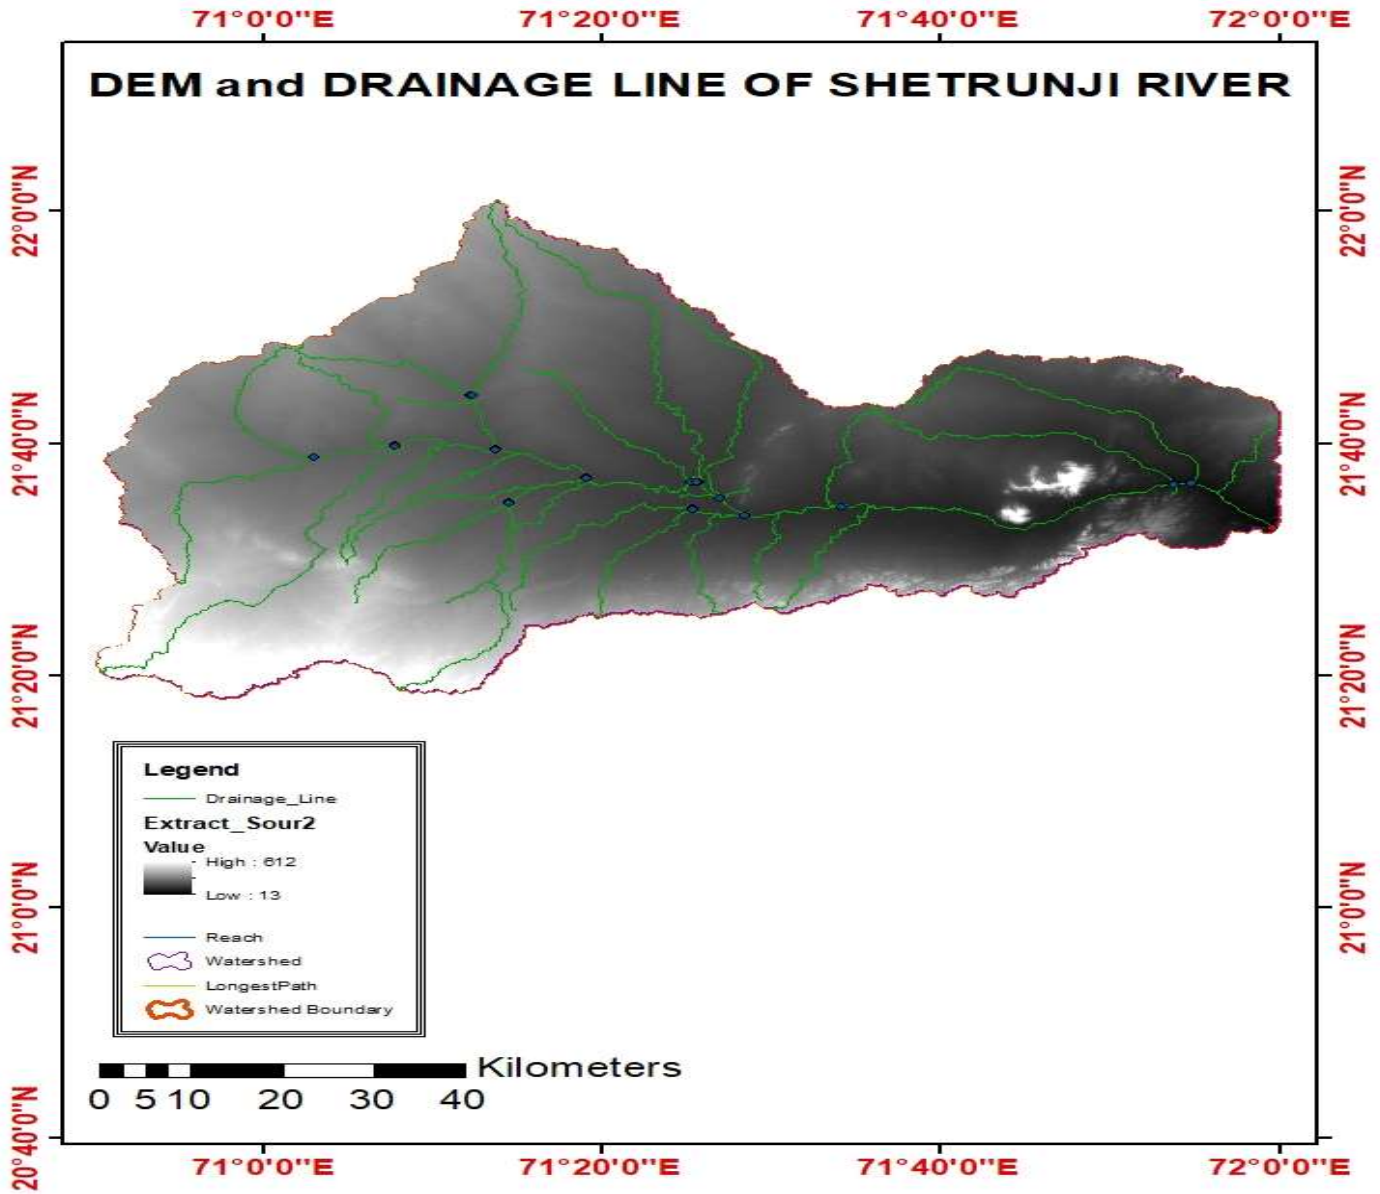 71°0'0"E 71°20'0"E 71°40'0"E 72°0'0"E
DEM and DRAINAGE LINE OF SHETRUNJI RIVER
22°0'0"N 22°0'0"N
21°40'0"N 21°40'0"N
21°20'0"N 21°20'0"N
21°0'0"N 21°0'0"N
20°40'0"N
Legend
Drainage_Line
Extract_Sour2
Value
High : 612
Low : 13
Reach
Watershed
LongestPath
Watershed Boundary
Kilometers
0 5 10 20 30 40
71°0'0"E 71°20'0"E 71°40'0"E 72°0'0"E